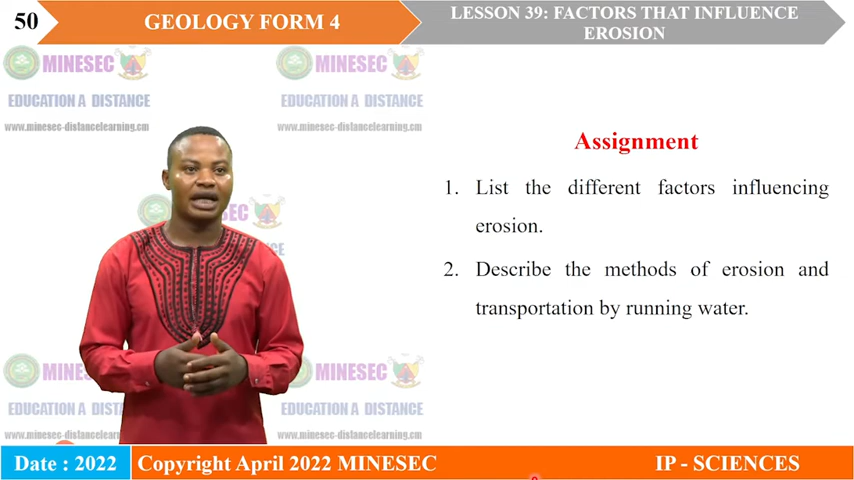 50
GEOLOGY FORM 4
LESSON 39: FACTORS THAT INFLUENCE
EROSION
MINESEC
MINESEC
EDUCATION A DISTANCE
EDUCATION A DISTANCE
www.minesec-distancelearning.cm
www.minesec-distancelearning.cm
Assignment
1. List the different factors influencing
erosion.
2. Describe the methods of erosion and
transportation by running water.
MINESEC
MINESEC
EDUCATION A DIST
EDUCATION A DISTANCE
www.minesec-distancelearning.cm
Date : 2022
Copyright April 2022 MINESEC
IP - SCIENCES